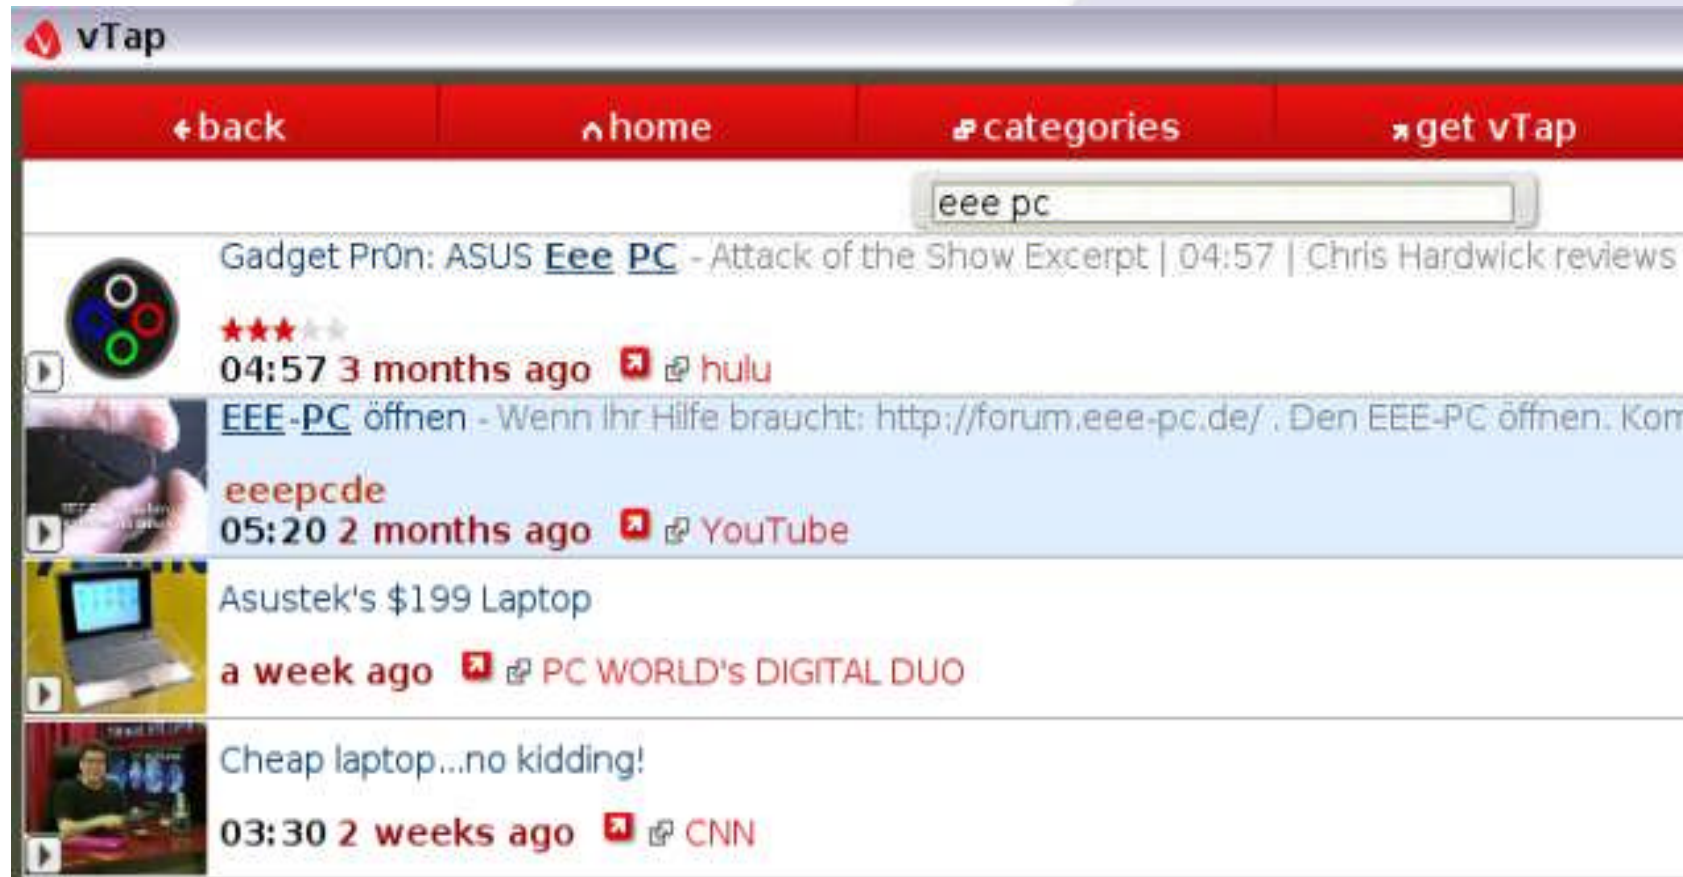 vTap
back home categories get vTap
eee pc
Gadget Pr0n: ASUS Eee PC - Attack of the Show Excerpt | 04:57 | Chris Hardwick reviews
04:57 3 months ago hulu
EEE-PC öffnen - Wenn ihr Hilfe braucht: http://forum.eee-pc.de/ . Den EEE-PC öffnen. Kom
eeepcde
05:20 2 months ago YouTube
Asustek's $199 Laptop
a week ago PC WORLD's DIGITAL DUO
Cheap laptop...no kidding!
03:30 2 weeks ago CNN